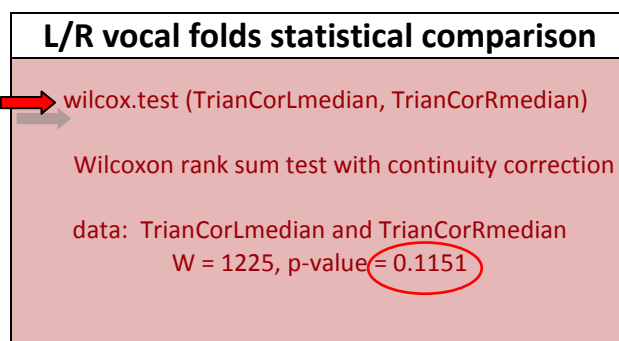 L/R vocal folds statistical comparison
wilcox.test (TrianCorLmedian, TrianCorRmedian)
Wilcoxon rank sum test with continuity correction
data: TrianCorLmedian and TrianCorRmedian
W = 1225, p-value = 0.1151